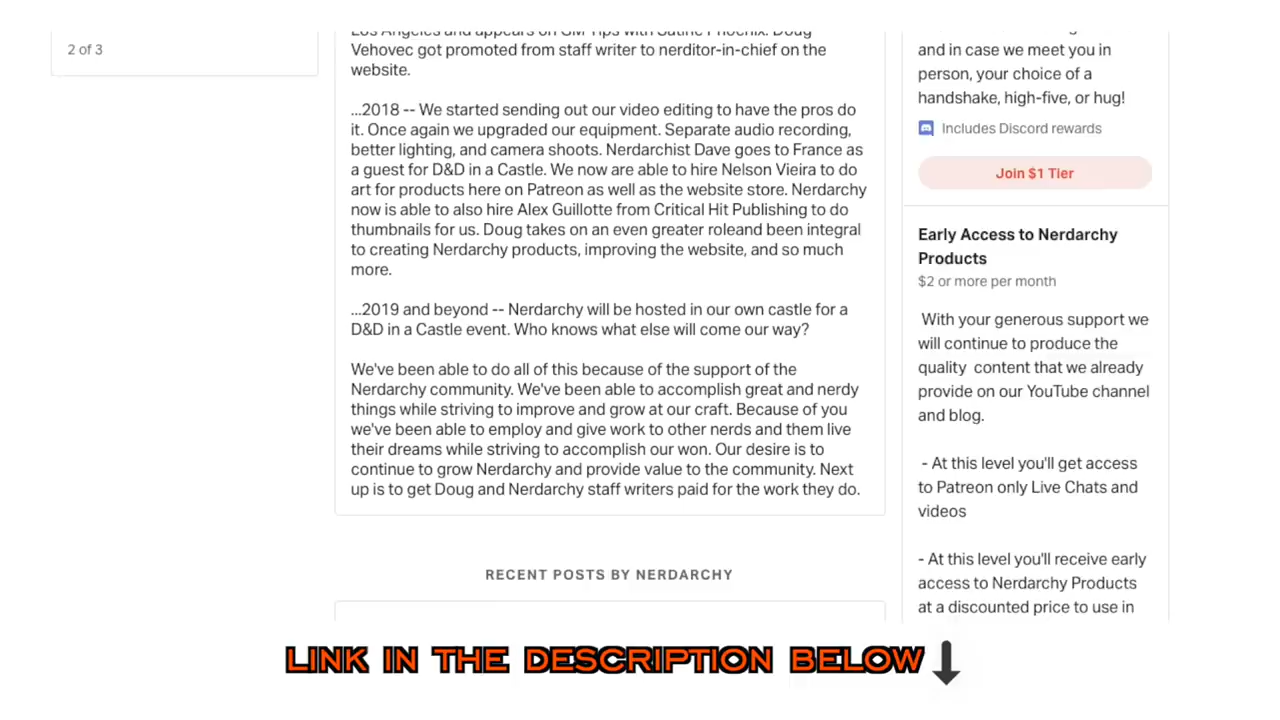 2 of 3
Los Angeles and appears on GM Tips with Satine Phoenix. Doug
Vehovec got promoted from staff writer to nerditor-in-chief on the
website.
...2018 -- We started sending out our video editing to have the pros do
it. Once again we upgraded our equipment. Separate audio recording,
better lighting, and camera shoots. Nerdarchist Dave goes to France as
a guest for D&D in a Castle. We now are able to hire Nelson Vieira to do
art for products here on Patreon as well as the website store. Nerdarchy
now is able to also hire Alex Guillotte from Critical Hit Publishing to do
thumbnails for us. Doug takes on an even greater roleand been integral
to creating Nerdarchy products, improving the website, and so much
more.
...2019 and beyond -- Nerdarchy will be hosted in our own castle for a
D&D in a Castle event. Who knows what else will come our way?
We've been able to do all of this because of the support of the
Nerdarchy community. We've been able to accomplish great and nerdy
things while striving to improve and grow at our craft. Because of you
we've been able to employ and give work to other nerds and them live
their dreams while striving to accomplish our won. Our desire is to
continue to grow Nerdarchy and provide value to the community. Next
up is to get Doug and Nerdarchy staff writers paid for the work they do.
RECENT POSTS BY NERDARCHY
and in case we meet you in
person, your choice of a
handshake, high-five, or hug!
Includes Discord rewards
Join $1 Tier
Early Access to Nerdarchy
Products
$2 or more per month
With your generous support we
will continue to produce the
quality content that we already
provide on our YouTube channel
and blog.
- At this level you'll get access
to Patreon only Live Chats and
videos
- At this level you'll receive early
access to Nerdarchy Products
at a discounted price to use in
LINK IN THE DESCRIPTION BELOW